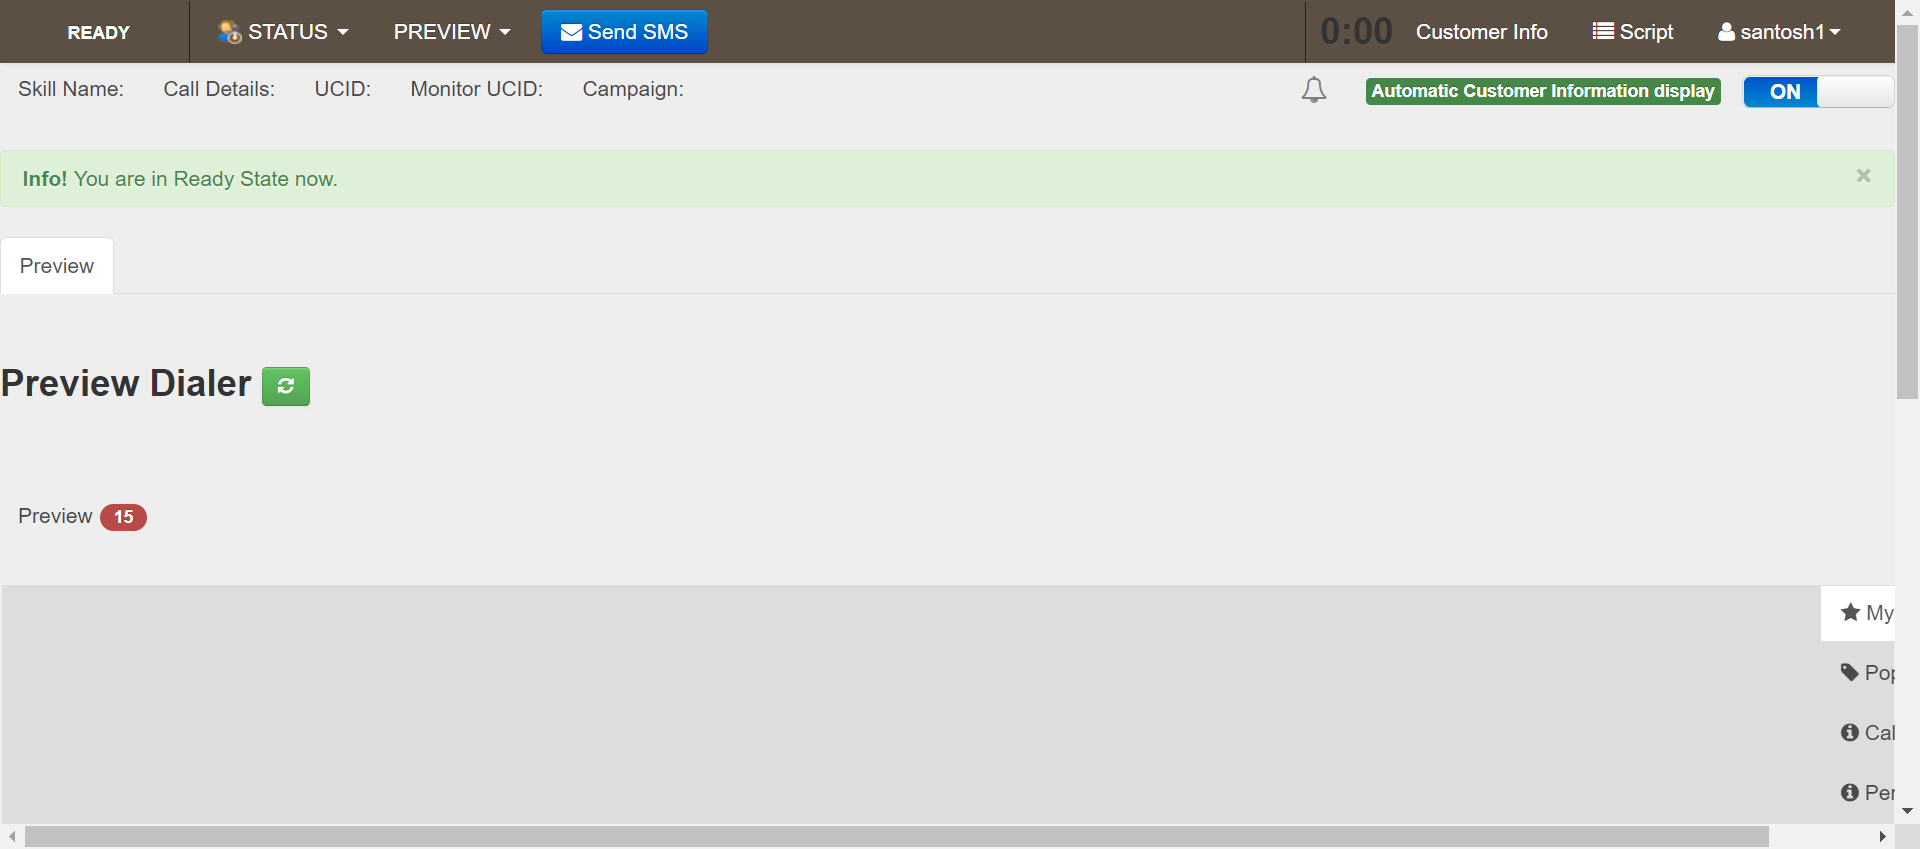 READY STATUS PREVIEW Send SMS 0:00 Customer Info Script santosh1
Skill Name: Call Details: UCID: Monitor UCID: Campaign: Automatic Customer Information display ON
Info! You are in Ready State now. ×
Preview
Preview Dialer
Preview 15
My
Pop
Cal
Per